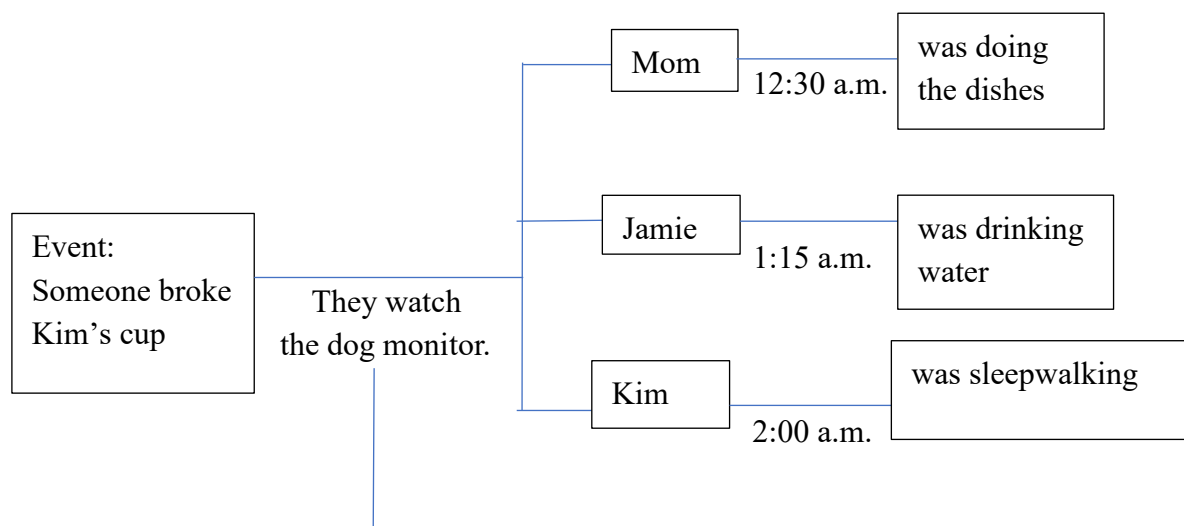 Event:
Someone broke
Kim’s cup
They watch
the dog monitor.
Mom
12:30 a.m.
was doing
the dishes
Jamie
1:15 a.m.
was drinking
water
Kim
2:00 a.m.
was sleepwalking